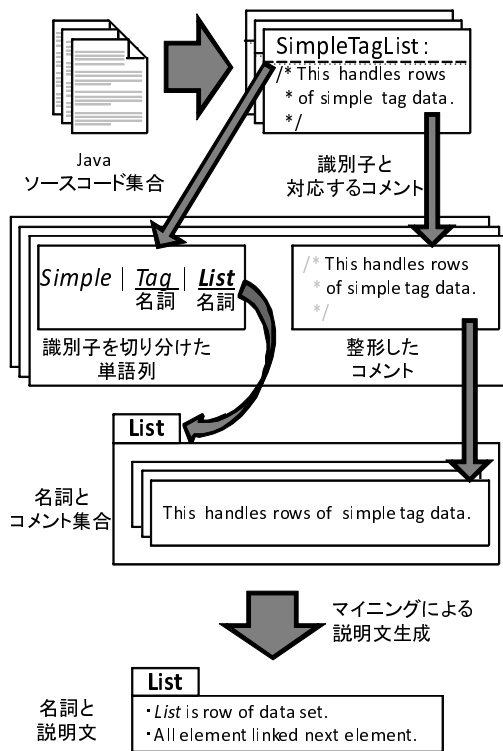 SimpleTagList:
/* This handles rows
* of simple tag data.
*/
Java
ソースコード集合
識別子と
対応するコメント
Simple | Tag | List
名詞 名詞
識別子を切り分けた
単語列
/* This handles rows
* of simple tag data.
*/
整形した
コメント
List
名詞と
コメント集合
This handles rows of simple tag data.
マイニングによる
説明文生成
名詞と
説明文
List
・List is row of data set.
・All element linked next element.